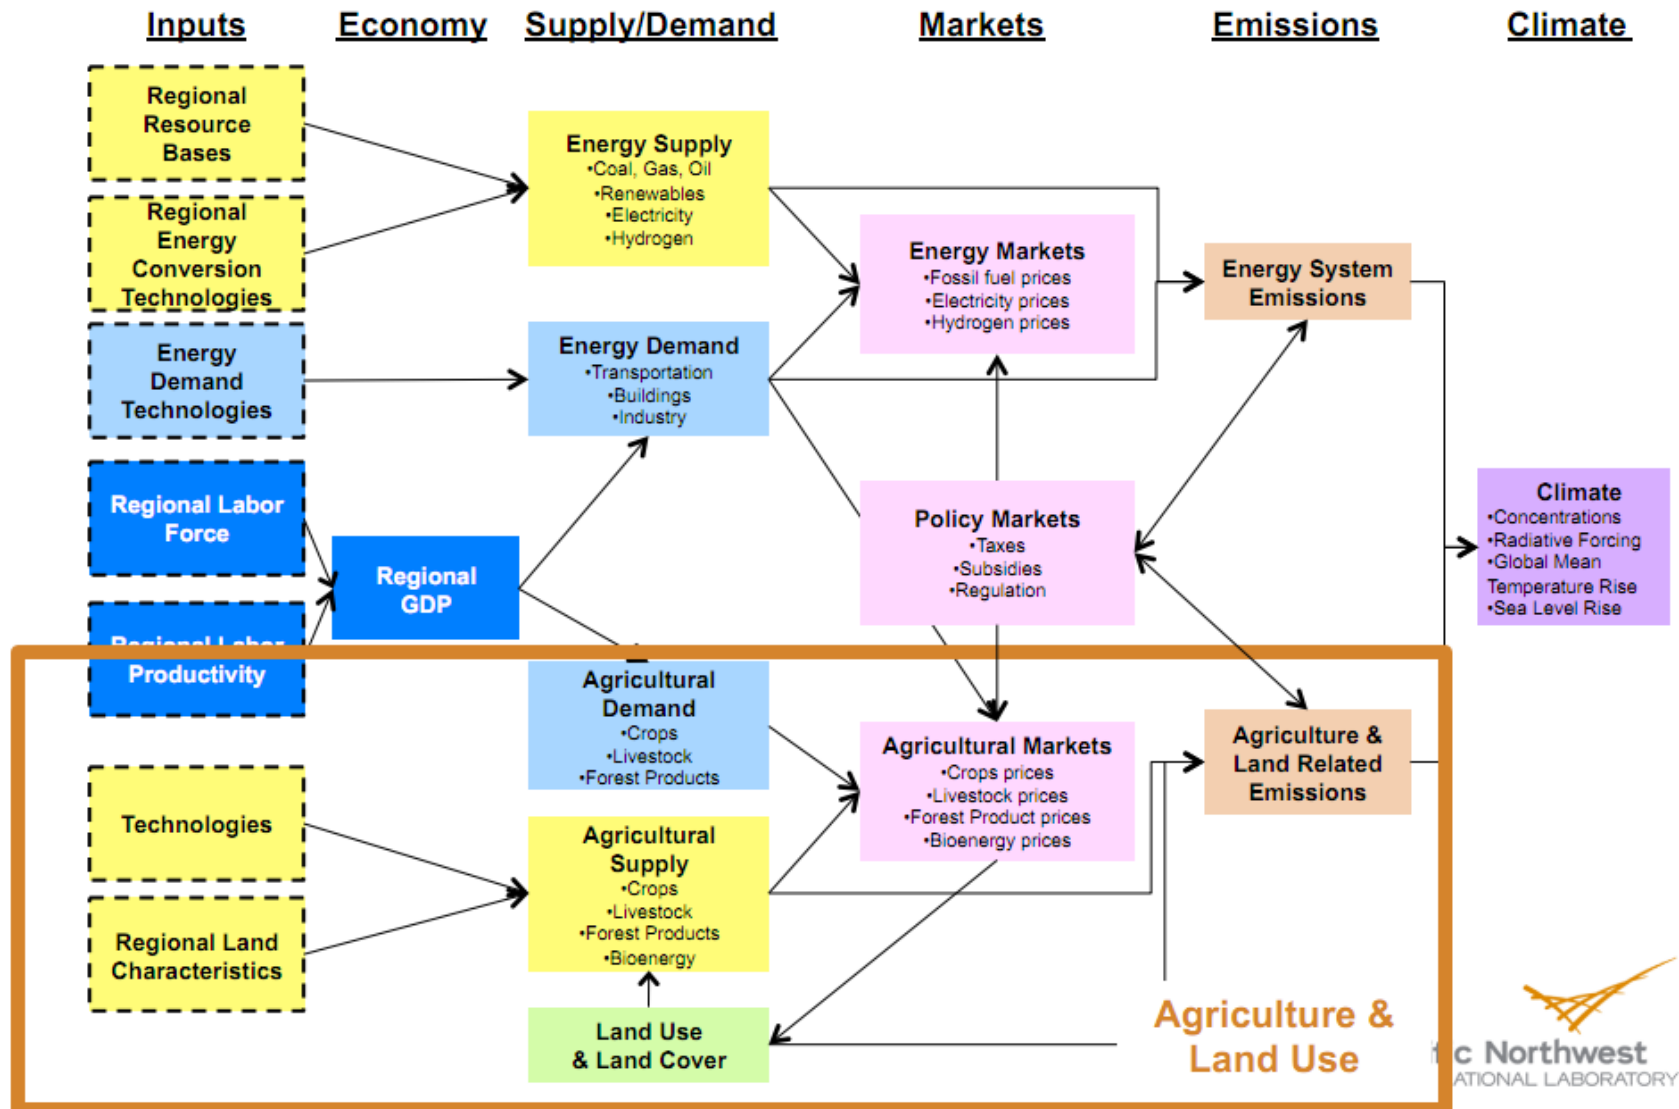 Inputs
Economy
Supply/Demand
Markets
Emissions
Climate
Regional
Resource
Bases
Regional
Energy
Conversion
Technologies
Energy
Demand
Technologies
Regional Labor
Force
Regional Labor
Productivity
Technologies
Regional Land
Characteristics
Regional
GDP
Energy Supply
•Coal, Gas, Oil
•Renewables
•Electricity
•Hydrogen
Energy Demand
•Transportation
•Buildings
•Industry
Agricultural
Demand
•Crops
•Livestock
•Forest Products
Agricultural
Supply
•Crops
•Livestock
•Forest Products
•Bioenergy
Land Use
& Land Cover
Energy Markets
•Fossil fuel prices
•Electricity prices
•Hydrogen prices
Policy Markets
•Taxes
•Subsidies
•Regulation
Agricultural Markets
•Crops prices
•Livestock prices
•Forest Product prices
•Bioenergy prices
Energy System
Emissions
Agriculture &
Land Related
Emissions
Climate
•Concentrations
•Radiative Forcing
•Global Mean
Temperature Rise
•Sea Level Rise
Agriculture &
Land Use
Northwest
LABORATORY